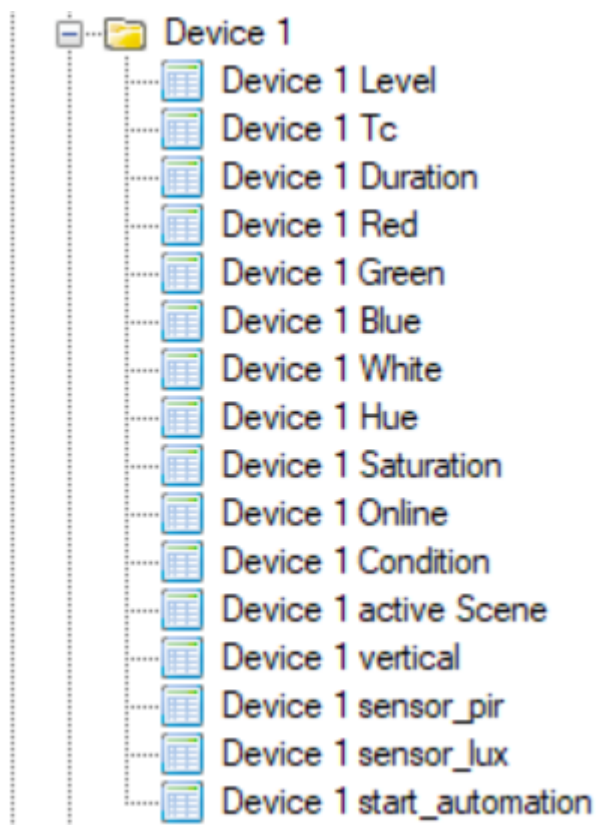 Device 1
Device 1 Level
Device 1 Tc
Device 1 Duration
Device 1 Red
Device 1 Green
Device 1 Blue
Device 1 White
Device 1 Hue
Device 1 Saturation
Device 1 Online
Device 1 Condition
Device 1 active Scene
Device 1 vertical
Device 1 sensor_pir
Device 1 sensor_lux
Device 1 start_automation